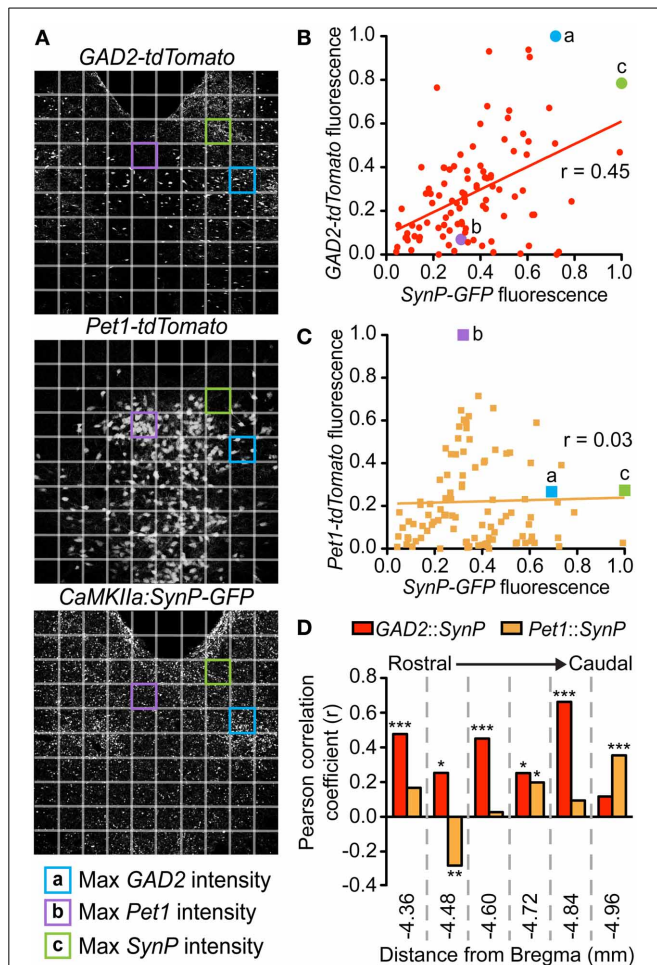 A
GAD2-tdTomato
Pet1-tdTomato
CaMKIIa:SynP-GFP
a Max GAD2 intensity
b Max Pet1 intensity
c Max SynP intensity
B
GAD2-tdTomato fluorescence
1.0
0.8
0.6
0.4
0.2
0.0
a
c
b
r = 0.45
0.0 0.2 0.4 0.6 0.8 1.0
SynP-GFP fluorescence
C
Pet1-tdTomato fluorescence
1.0
0.8
0.6
0.4
0.2
0.0
b
r = 0.03
a
c
0.0 0.2 0.4 0.6 0.8 1.0
SynP-GFP fluorescence
D
GAD2::SynP Pet1::SynP
Rostral Caudal
Pearson correlation
coefficient (r)
0.8
0.6
0.4
0.2
0.0
-0.2
-0.4
*** * *** * * *** ***
**
-4.36 -4.48 -4.60 -4.72 -4.84 -4.96
Distance from Bregma (mm)